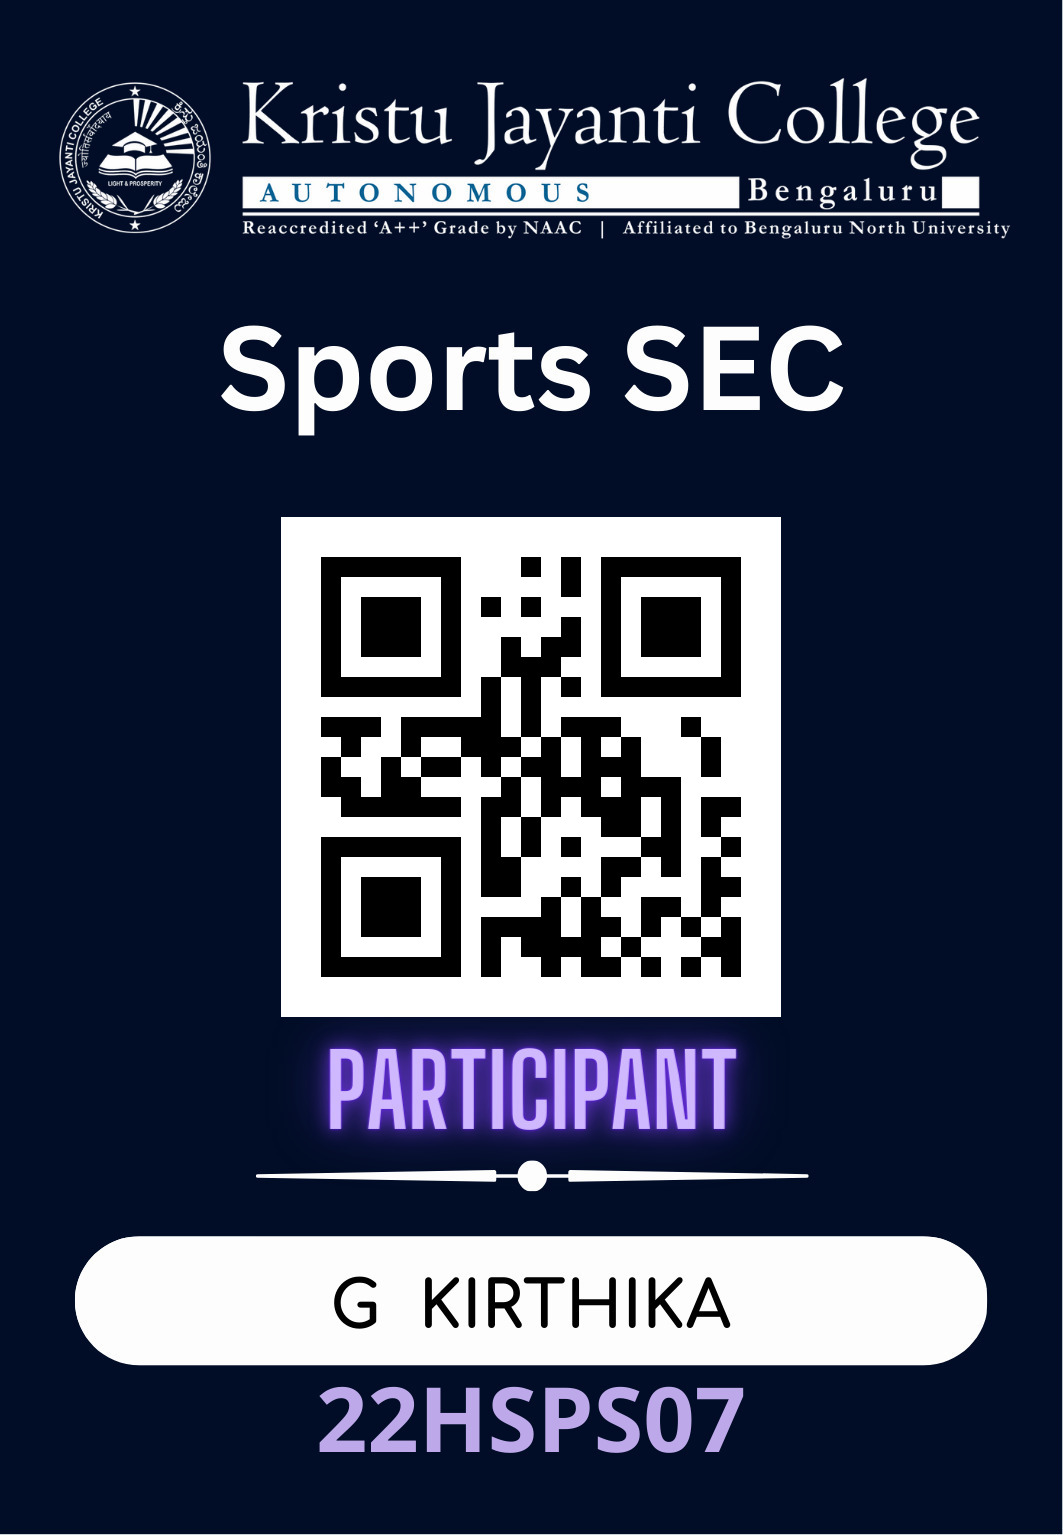 Kristu Jayanti College
AUTONOMOUS Bengaluru
Reaccredited ‘A++’ Grade by NAAC | Affiliated to Bengaluru North University
KRISTU JAYANTI COLLEGE
ಕ್ರಿಸ್ತು ಜಯಂತಿ ಕಾಲೇಜು
LIGHT & PROSPERITY
Sports SEC
PARTICIPANT
G KIRTHIKA
22HSPS07